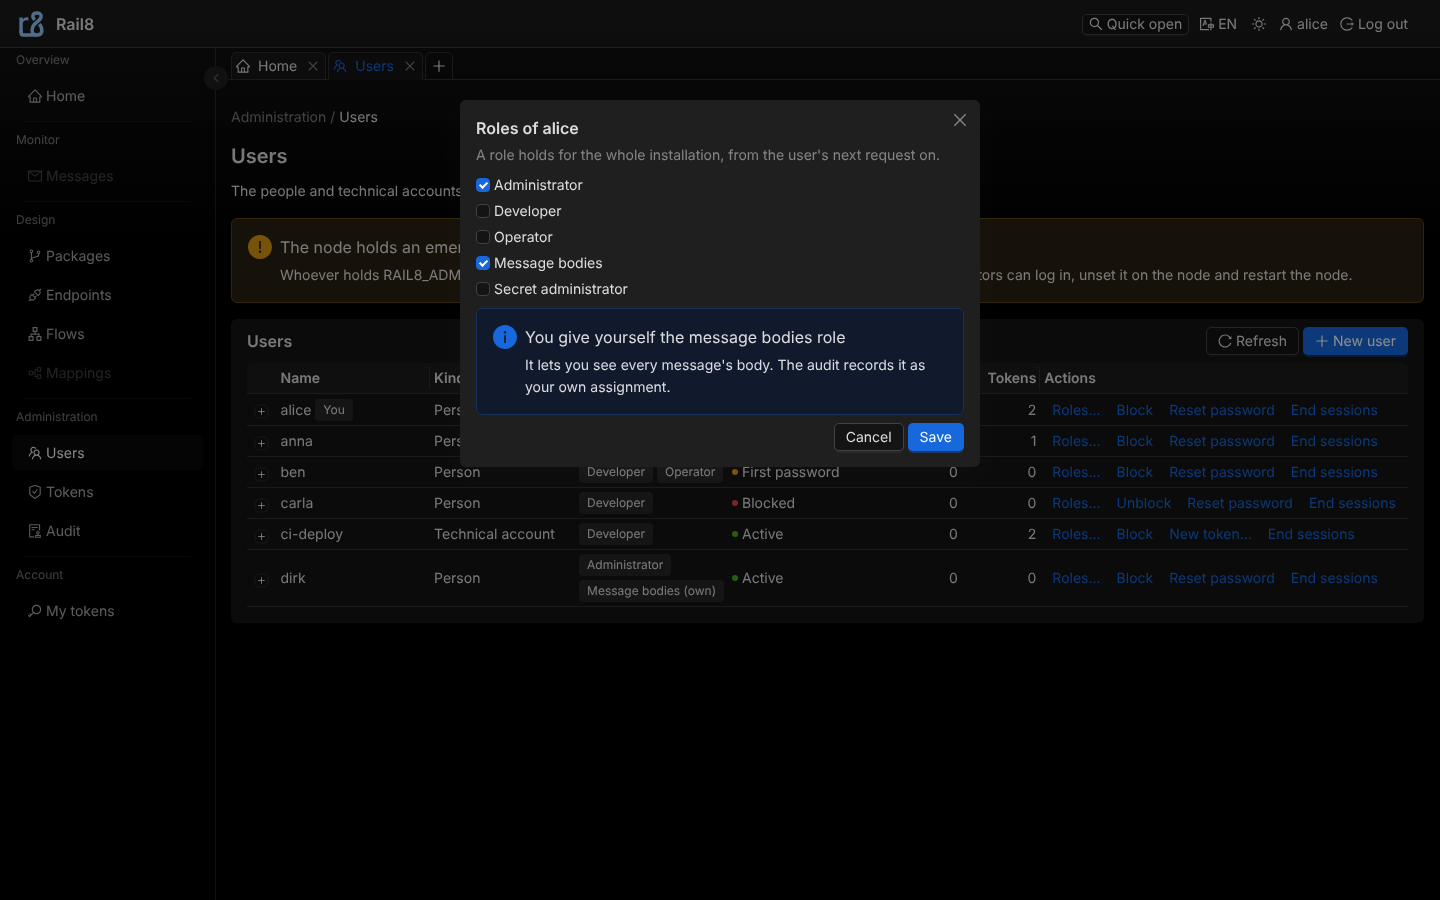 Rail8
Quick open
EN
alice
Log out
Overview
Home
Monitor
Messages
Design
Packages
Endpoints
Flows
Mappings
Administration
Users
Tokens
Audit
Account
My tokens
Home
Users
Administration / Users
Users
The people and technical accounts
The node holds an
Whoever holds RAIL8_ADM
can log in, unset it on the node and restart the node.
Roles of alice
A role holds for the whole installation, from the user's next request on.
Administrator
Developer
Operator
Message bodies
Secret administrator
You give yourself the message bodies role
It lets you see every message's body. The audit records it as
your own assignment.
Cancel
Save
Users
Refresh
New user
Name Tokens Actions
alice You 2 Roles... Block Reset password End sessions
anna 1 Roles... Block Reset password End sessions
ben Person Developer Operator First password 0 0 Roles... Block Reset password End sessions
carla Person Developer Blocked 0 0 Roles... Unblock Reset password End sessions
ci-deploy Technical account Developer Active 0 2 Roles... Block New token... End sessions
dirk Person Administrator Message bodies (own) Active 0 0 Roles... Block Reset password End sessions